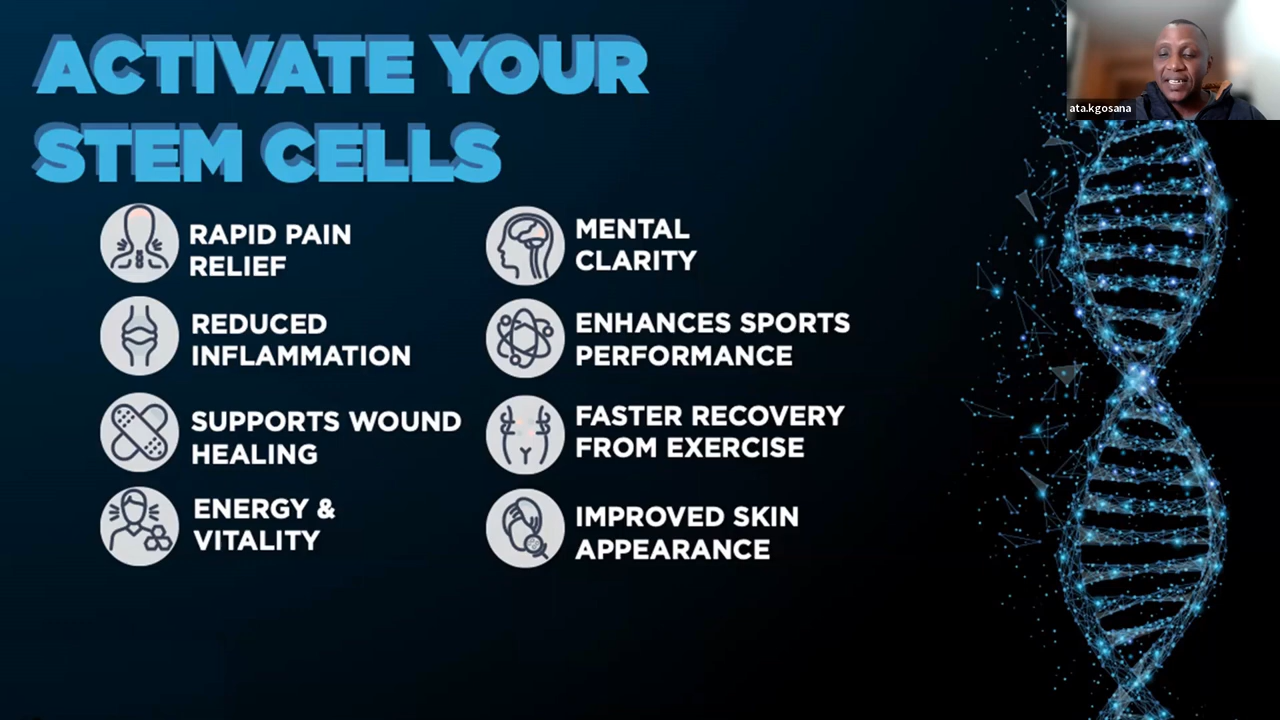 ACTIVATE YOUR
STEM CELLS
RAPID PAIN
RELIEF
REDUCED
INFLAMMATION
SUPPORTS WOUND
HEALING
ENERGY &
VITALITY
MENTAL
CLARITY
ENHANCES SPORTS
PERFORMANCE
FASTER RECOVERY
FROM EXERCISE
IMPROVED SKIN
APPEARANCE
ata.kgosana